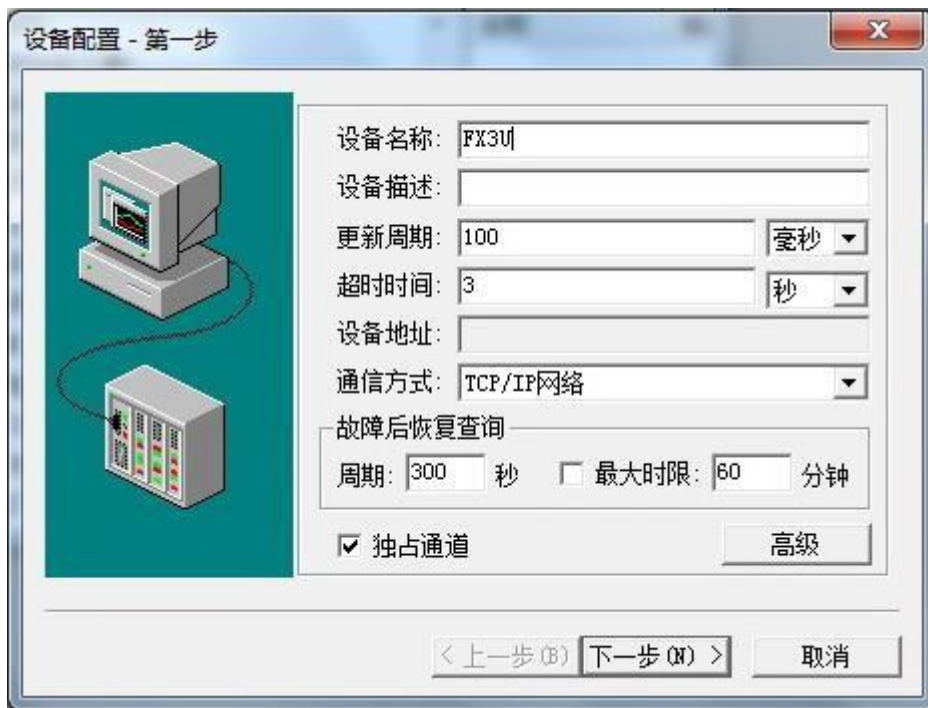 设备配置 - 第一步
设备名称: FX3U
设备描述:
更新周期: 100 毫秒
超时时间: 3 秒
设备地址:
通信方式: TCP/IP网络
故障后恢复查询
周期: 300 秒 最大时限: 60 分钟
独占通道 高级
< 上一步(B) 下一步(N) > 取消